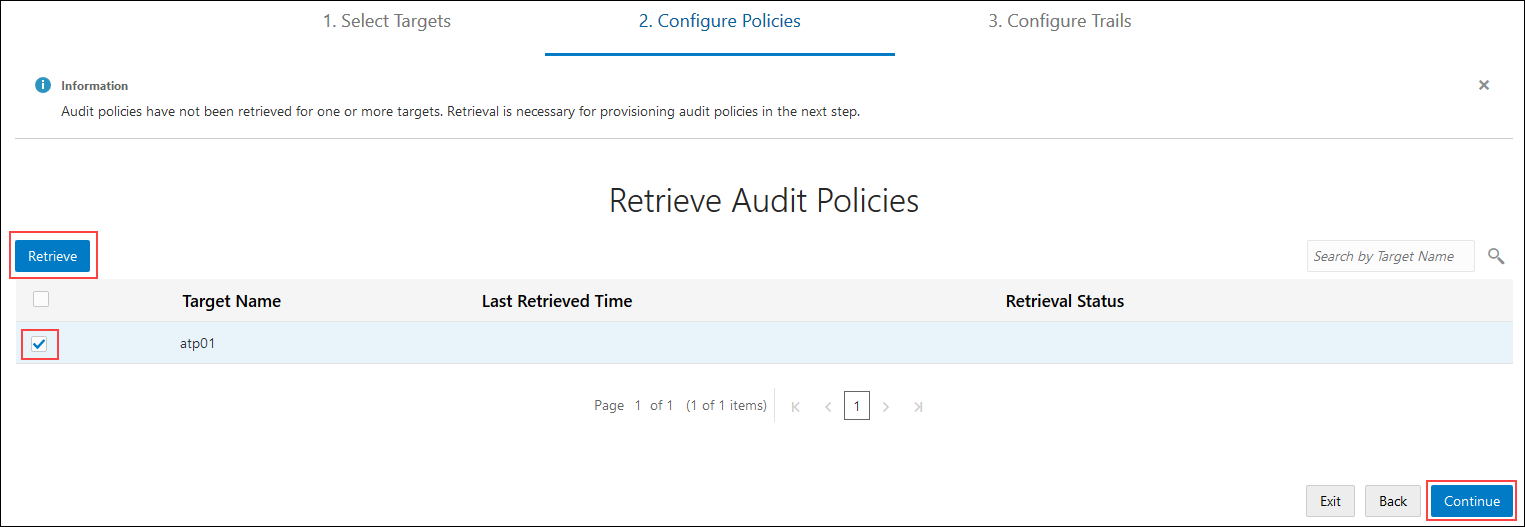 1. Select Targets 2. Configure Policies 3. Configure Trails
Information
Audit policies have not been retrieved for one or more targets. Retrieval is necessary for provisioning audit policies in the next step.
Retrieve Audit Policies
Retrieve Search by Target Name
Target Name Last Retrieved Time Retrieval Status
atp01
Page 1 of 1 (1 of 1 items) 1
Exit Back Continue